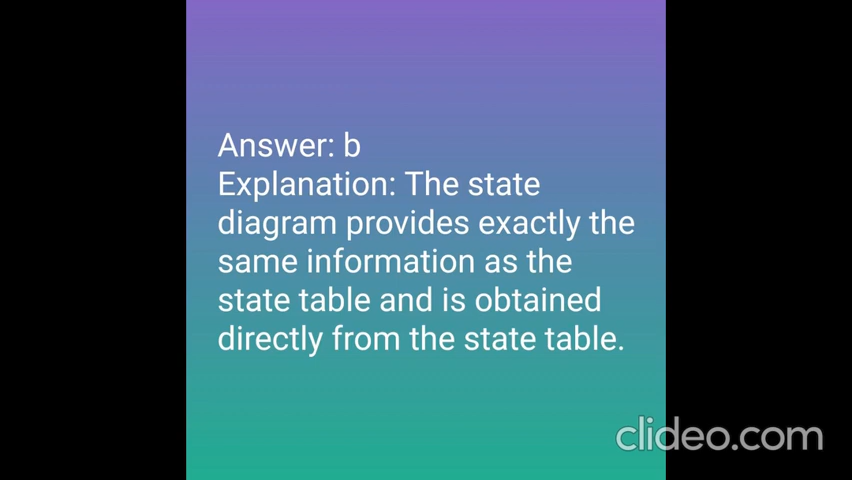 Answer: b
Explanation: The state
diagram provides exactly the
same information as the
state table and is obtained
directly from the state table.
clideo.com